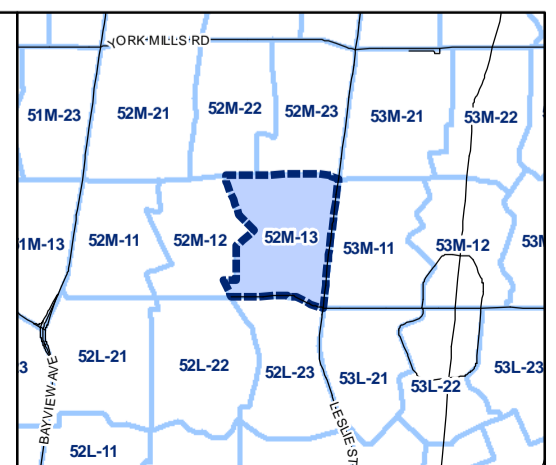 YORK MILLS RD
51M-23
52M-21
52M-22
52M-23
53M-21
53M-22
1M-13
52M-11
52M-12
52M-13
53M-11
53M-12
53M
3
52L-21
52L-22
52L-23
53L-21
53L-22
53L-23
BAYVIEW AVE
LESLIE ST
52L-11